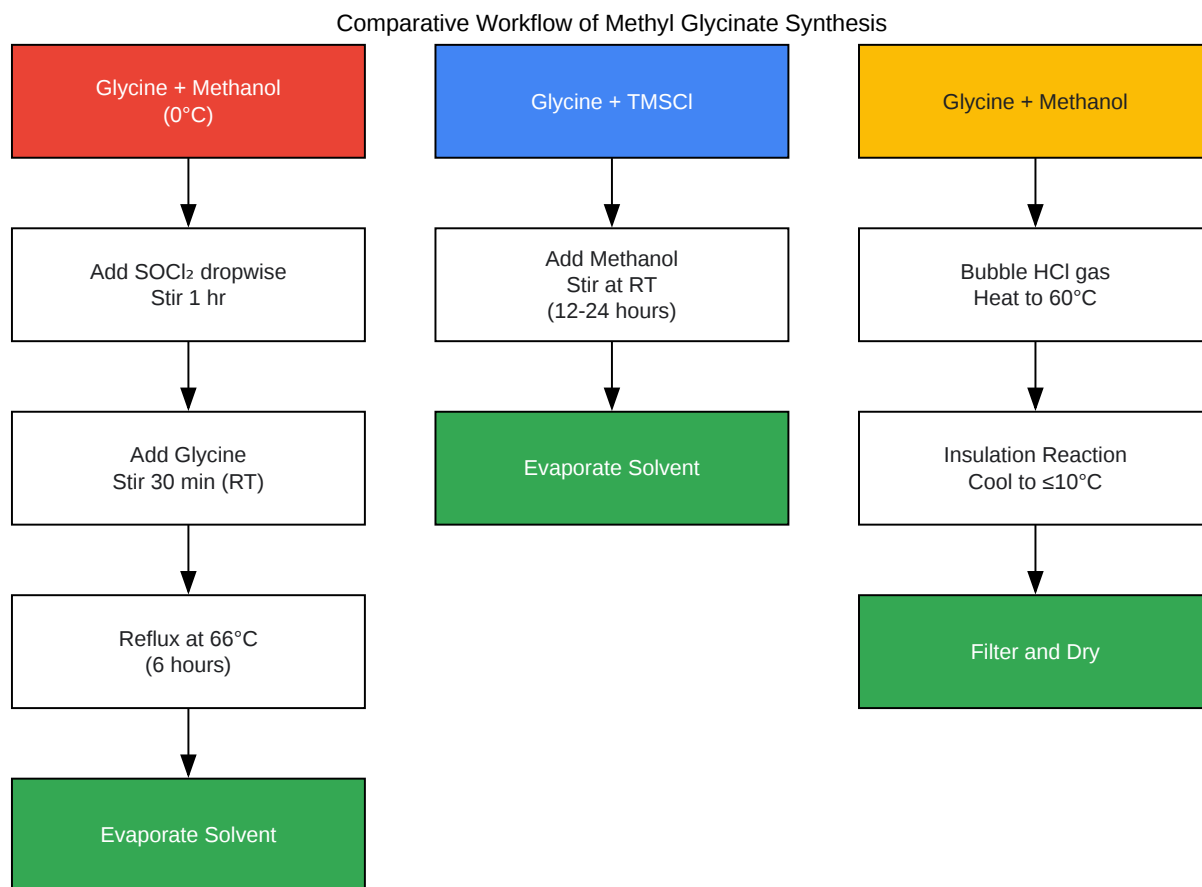 Comparative Workflow of Methyl Glycinate Synthesis
Glycine + Methanol
(0°C)
Add SOCl₂ dropwise
Stir 1 hr
Add Glycine
Stir 30 min (RT)
Reflux at 66°C
(6 hours)
Evaporate Solvent
Glycine + TMSCl
Add Methanol
Stir at RT
(12-24 hours)
Evaporate Solvent
Glycine + Methanol
Bubble HCl gas
Heat to 60°C
Insulation Reaction
Cool to ≤10°C
Filter and Dry